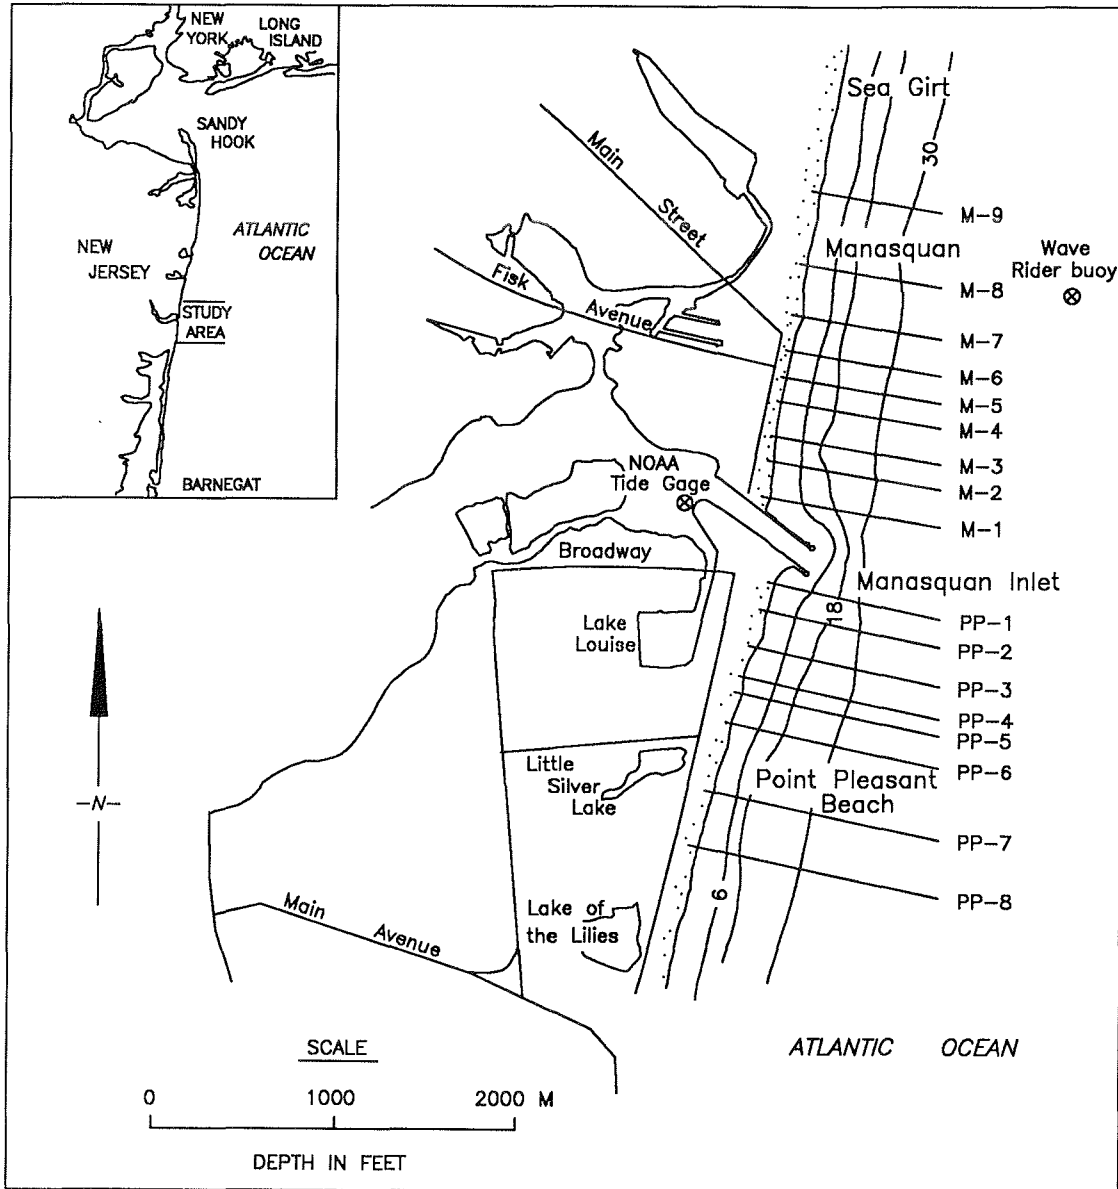 NEW
YORK
LONG
ISLAND
SANDY
HOOK
ATLANTIC
OCEAN
NEW
JERSEY
STUDY
AREA
BARNEGAT
Sea Girt
30
Main
Street
M-9
Manasquan
Wave
Rider buoy
M-8
Fisk
Avenue
M-7
M-6
M-5
M-4
M-3
M-2
M-1
NOAA
Tide Gage
Broadway
Manasquan Inlet
18
PP-1
Lake
Louise
PP-2
PP-3
PP-4
PP-5
PP-6
Little
Silver
Lake
Point Pleasant
Beach
PP-7
6
PP-8
-N-
Main
Avenue
Lake of
the Lilies
SCALE
ATLANTIC OCEAN
0 1000 2000 M
DEPTH IN FEET